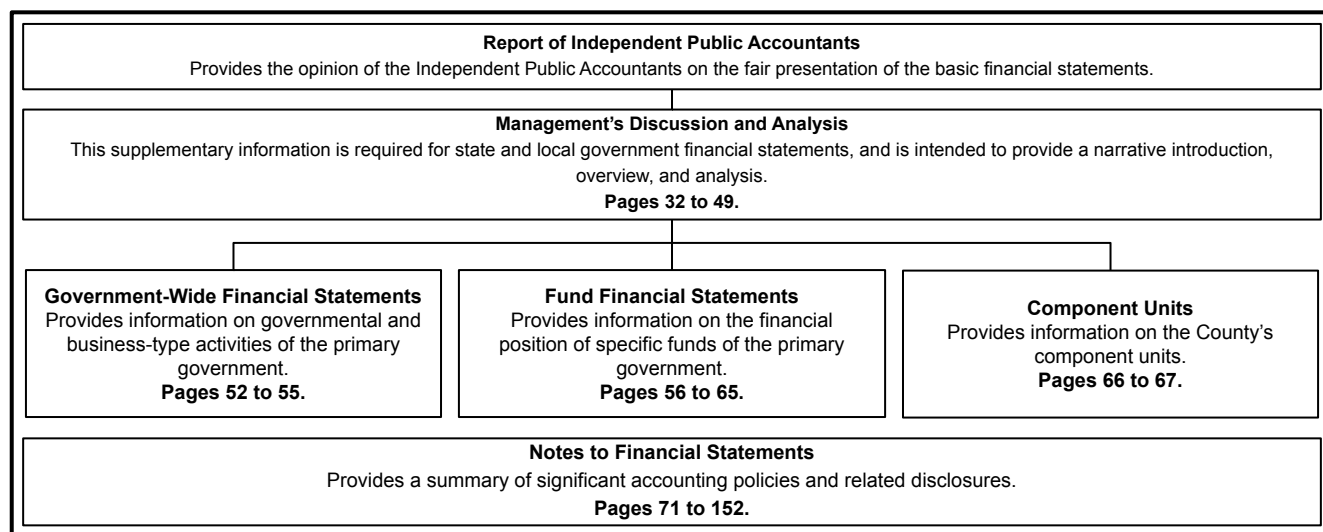 Report of Independent Public Accountants
Provides the opinion of the Independent Public Accountants on the fair presentation of the basic financial statements.
Management's Discussion and Analysis
This supplementary information is required for state and local government financial statements, and is intended to provide a narrative introduction,
overview, and analysis.
Pages 32 to 49.
Government-Wide Financial Statements
Provides information on governmental and
business-type activities of the primary
government.
Pages 52 to 55.
Fund Financial Statements
Provides information on the financial
position of specific funds of the primary
government.
Pages 56 to 65.
Component Units
Provides information on the County's
component units.
Pages 66 to 67.
Notes to Financial Statements
Provides a summary of significant accounting policies and related disclosures.
Pages 71 to 152.